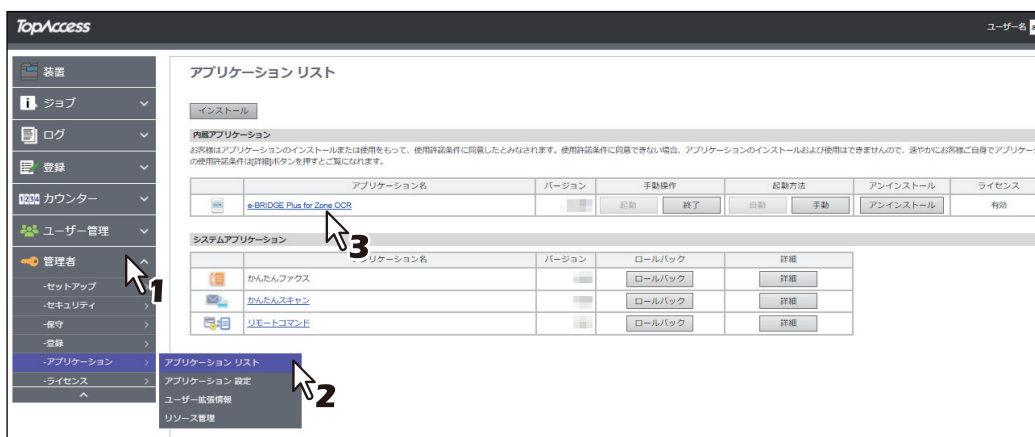 TopAccess
ユーザー名
装置
ジョブ
ログ
登録
カウンター
ユーザー管理
管理者
-セットアップ
-セキュリティ
-保守
-登録
-アプリケーション
-ライセンス
アプリケーション リスト
アプリケーション 設定
ユーザー拡張情報
リソース管理
1
2
アプリケーション リスト
インストール
内蔵アプリケーション
お客様はアプリケーションのインストールまたは使用をもって、使用許諾条件に同意したとみなされます。使用許諾条件に同意できない場合、アプリケーションのインストールおよび使用はできませんので、速やかにお客様ご自身でアプリケー
の使用許諾条件は[詳細]ボタンを押すとご覧になれます。
アプリケーション名 バージョン 手動操作 起動方法 アンインストール ライセンス
e-BRIDGE Plus for Zone OCR 起動 終了 自動 手動 アンインストール 有効
3
システムアプリケーション
アプリケーション名 バージョン ロールバック 詳細
かんたんファクス ロールバック 詳細
かんたんスキャン ロールバック 詳細
リモートコマンド ロールバック 詳細